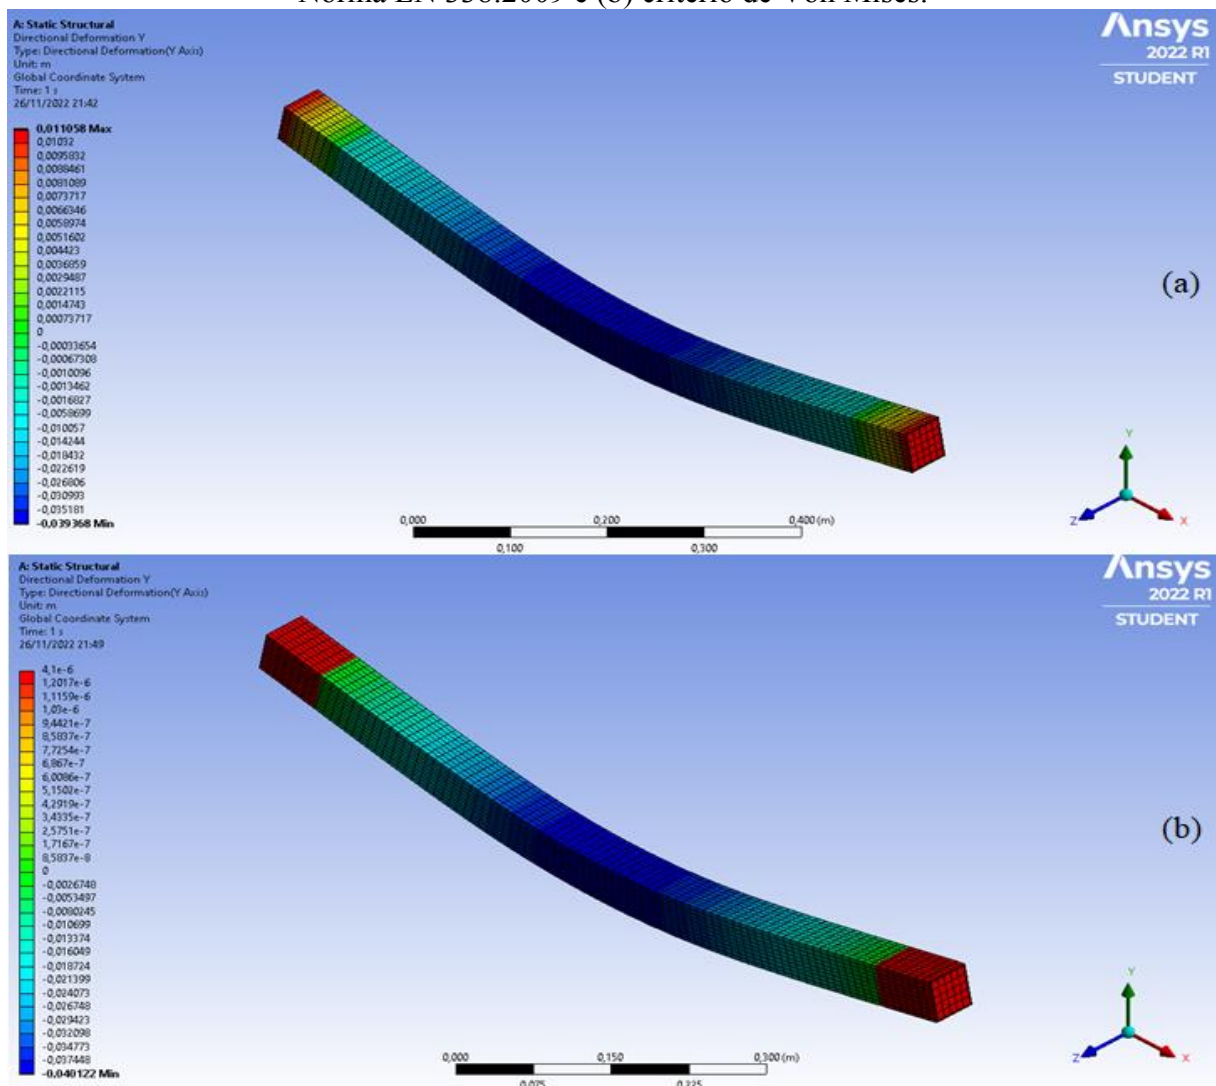 Norma EN 338:2009 e (b) critério de Von Mises.
A: Static Structural
Directional Deformation Y
Type: Directional Deformation(Y Axis)
Unit: m
Global Coordinate System
Time: 1 s
26/11/2022 21:42
Ansys
2022 R1
STUDENT
0,011058 Max
0,01032
0,0095832
0,0088461
0,0081089
0,0073717
0,0066346
0,0058974
0,0051602
0,004423
0,0036859
0,0029487
0,0022115
0,0014743
0,00073717
0
-0,00033654
-0,00067308
-0,0010096
-0,0013462
-0,0016827
-0,0058699
-0,010057
-0,014244
-0,018432
-0,022619
-0,026806
-0,030993
-0,035181
-0,039368 Min
(a)
Y
Z
X
0,000
0,200
0,400 (m)
0,100
0,300
A: Static Structural
Directional Deformation Y
Type: Directional Deformation(Y Axis)
Unit: m
Global Coordinate System
Time: 1 s
26/11/2022 21:49
Ansys
2022 R1
STUDENT
4,1e-6
1,2017e-6
1,1159e-6
1,03e-6
9,4421e-7
8,5837e-7
7,7254e-7
6,867e-7
6,0086e-7
5,1502e-7
4,2919e-7
3,4335e-7
2,5751e-7
1,7167e-7
8,5837e-8
0
-0,0026748
-0,0053497
-0,0080245
-0,010699
-0,013374
-0,016049
-0,018724
-0,021399
-0,024073
-0,026748
-0,029423
-0,032098
-0,034773
-0,037448
-0,040122 Min
(b)
Y
Z
X
0,000
0,150
0,300 (m)
0,075
0,225